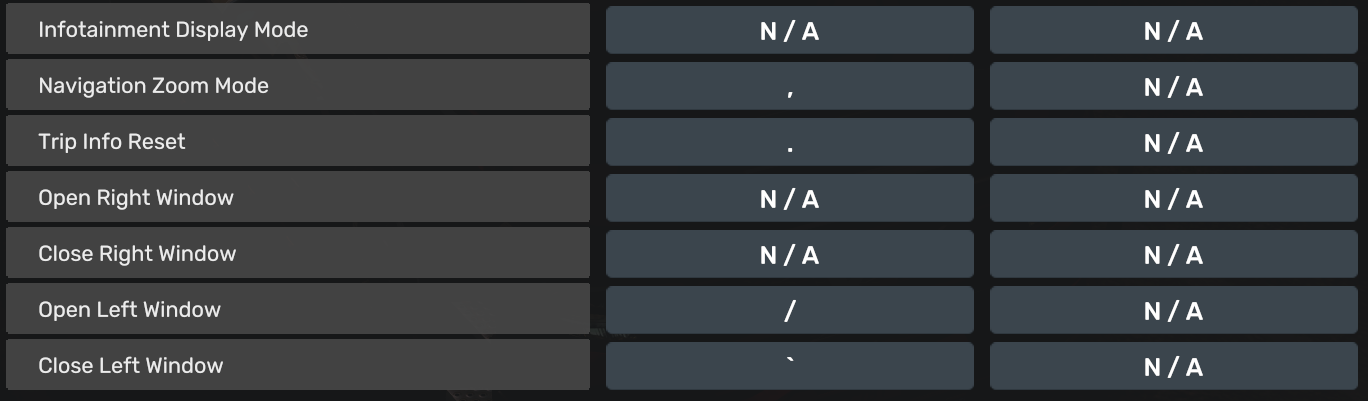 Infotainment Display Mode N / A N / A
Navigation Zoom Mode , N / A
Trip Info Reset . N / A
Open Right Window N / A N / A
Close Right Window N / A N / A
Open Left Window / N / A
Close Left Window ` N / A